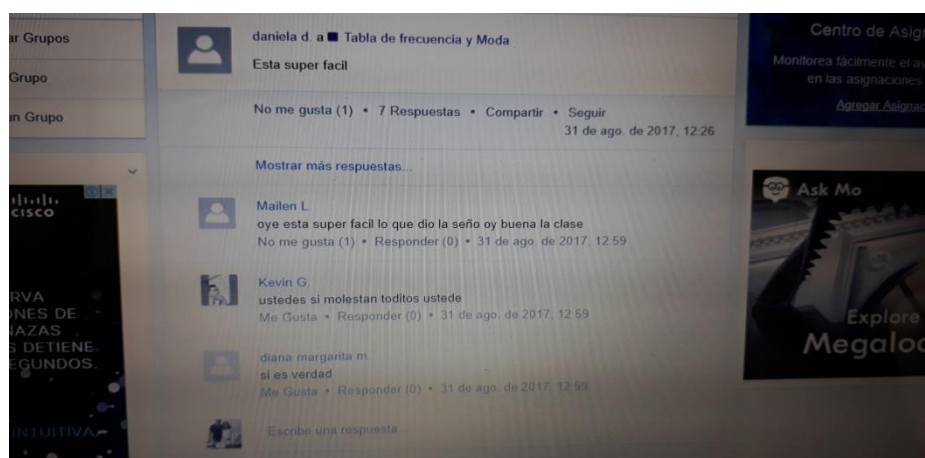 ar Grupos
Grupo
un Grupo
CISCO
RVA
ONES DE
NAZAS
S DETIENE
EGUNDOS.
INTUITIVA
daniela d. a Tabla de frecuencia y Moda
Esta super facil
No me gusta (1) • 7 Respuestas • Compartir • Seguir
31 de ago. de 2017, 12:26
Mostrar más respuestas...
Mailen L.
oye esta super facil lo que dio la seño oy buena la clase
No me gusta (1) • Responder (0) • 31 de ago. de 2017, 12:59
Kevin G.
ustedes si molestan toditos ustede
Me Gusta • Responder (0) • 31 de ago. de 2017, 12:59
diana margarita m.
si es verdad
Me Gusta • Responder (0) • 31 de ago. de 2017, 12:59
Escribe una respuesta
Centro de Asig
Monitorea fácilmente el av
en las asignaciones
Agregar Asignac
Ask Mo
Explore
Megaloc